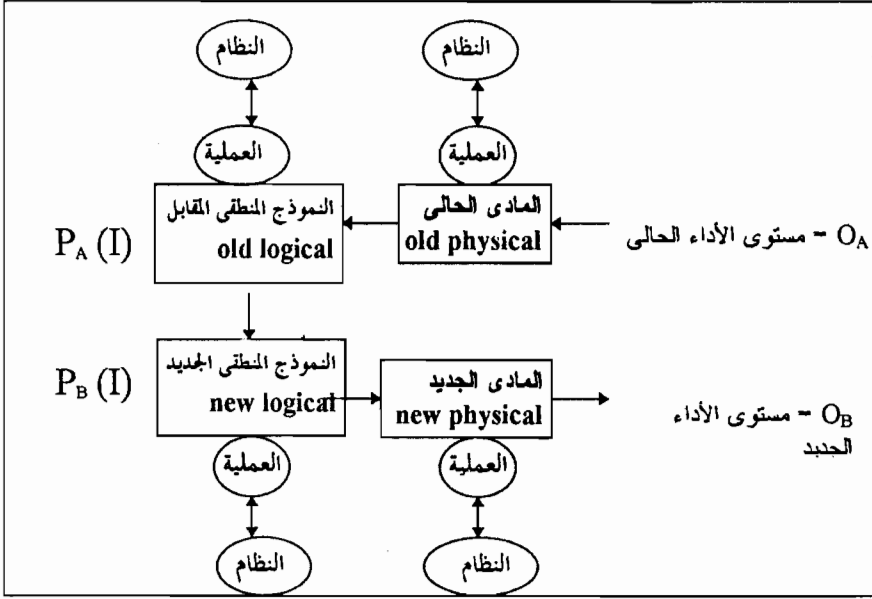 النظام
النظام
العملية
العملية
المادى الحالى
old physical
النموذج المنطقى المقابل
old logical
O_A = مستوى الأداء الحالى
P_A (I)
النموذج المنطقى الجديد
new logical
المادى الجديد
new physical
P_B (I)
O_B = مستوى الأداء
الجديد
العملية
العملية
النظام
النظام